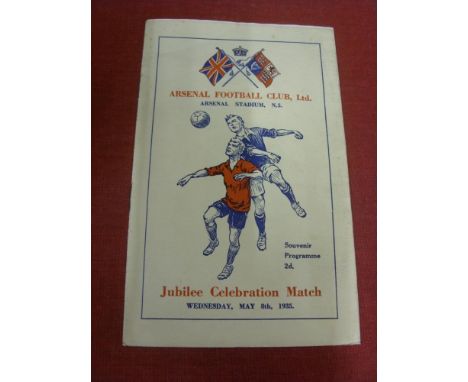 ARSENAL FOOTBALL CLUB, Ltd.
ARSENAL STADIUM, N.5.
Souvenir
Programme
2d.
Jubilee Celebration Match
WEDNESDAY, MAY 8th, 1935.